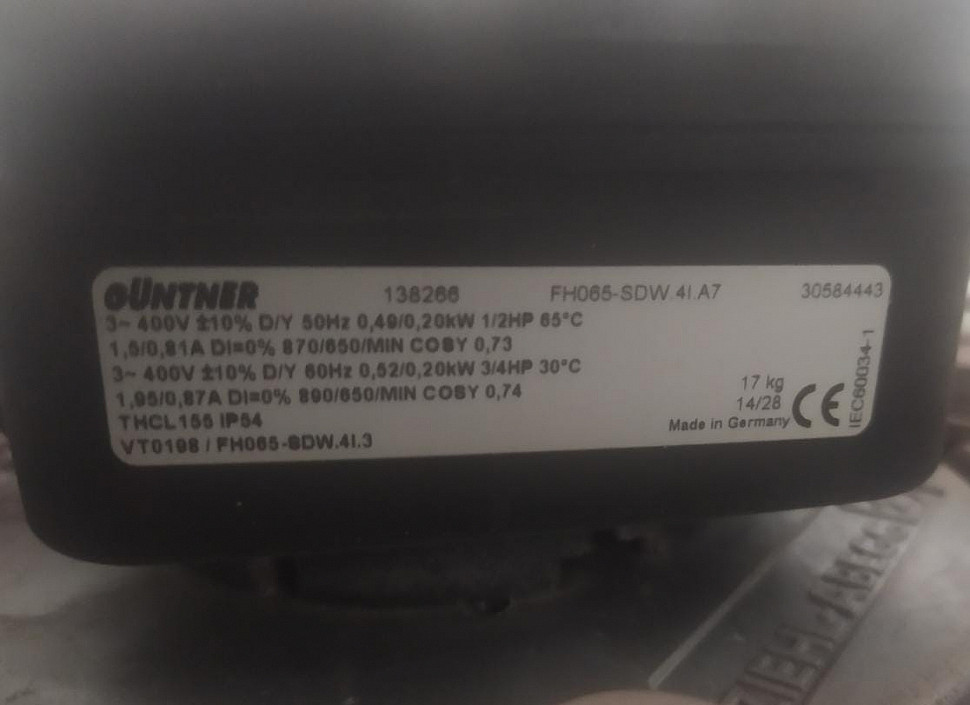 GÜNTNER 138266 FH065-SDW.4I.A7 30584443
3~ 400V ±10% D/Y 50Hz 0,49/0,20kW 1/2HP 65°C
1,6/0,81A DI=0% 870/650/MIN COSY 0,73
3~ 400V ±10% D/Y 60Hz 0,52/0,20kW 3/4HP 30°C
1,95/0,87A DI=0% 890/650/MIN COSY 0,74
THCL155 IP54
VT0198 / FH065-SDW.4I.3
17 kg
14/28
Made in Germany
CE
IEC60034-1
ZIEHL-ABEGG